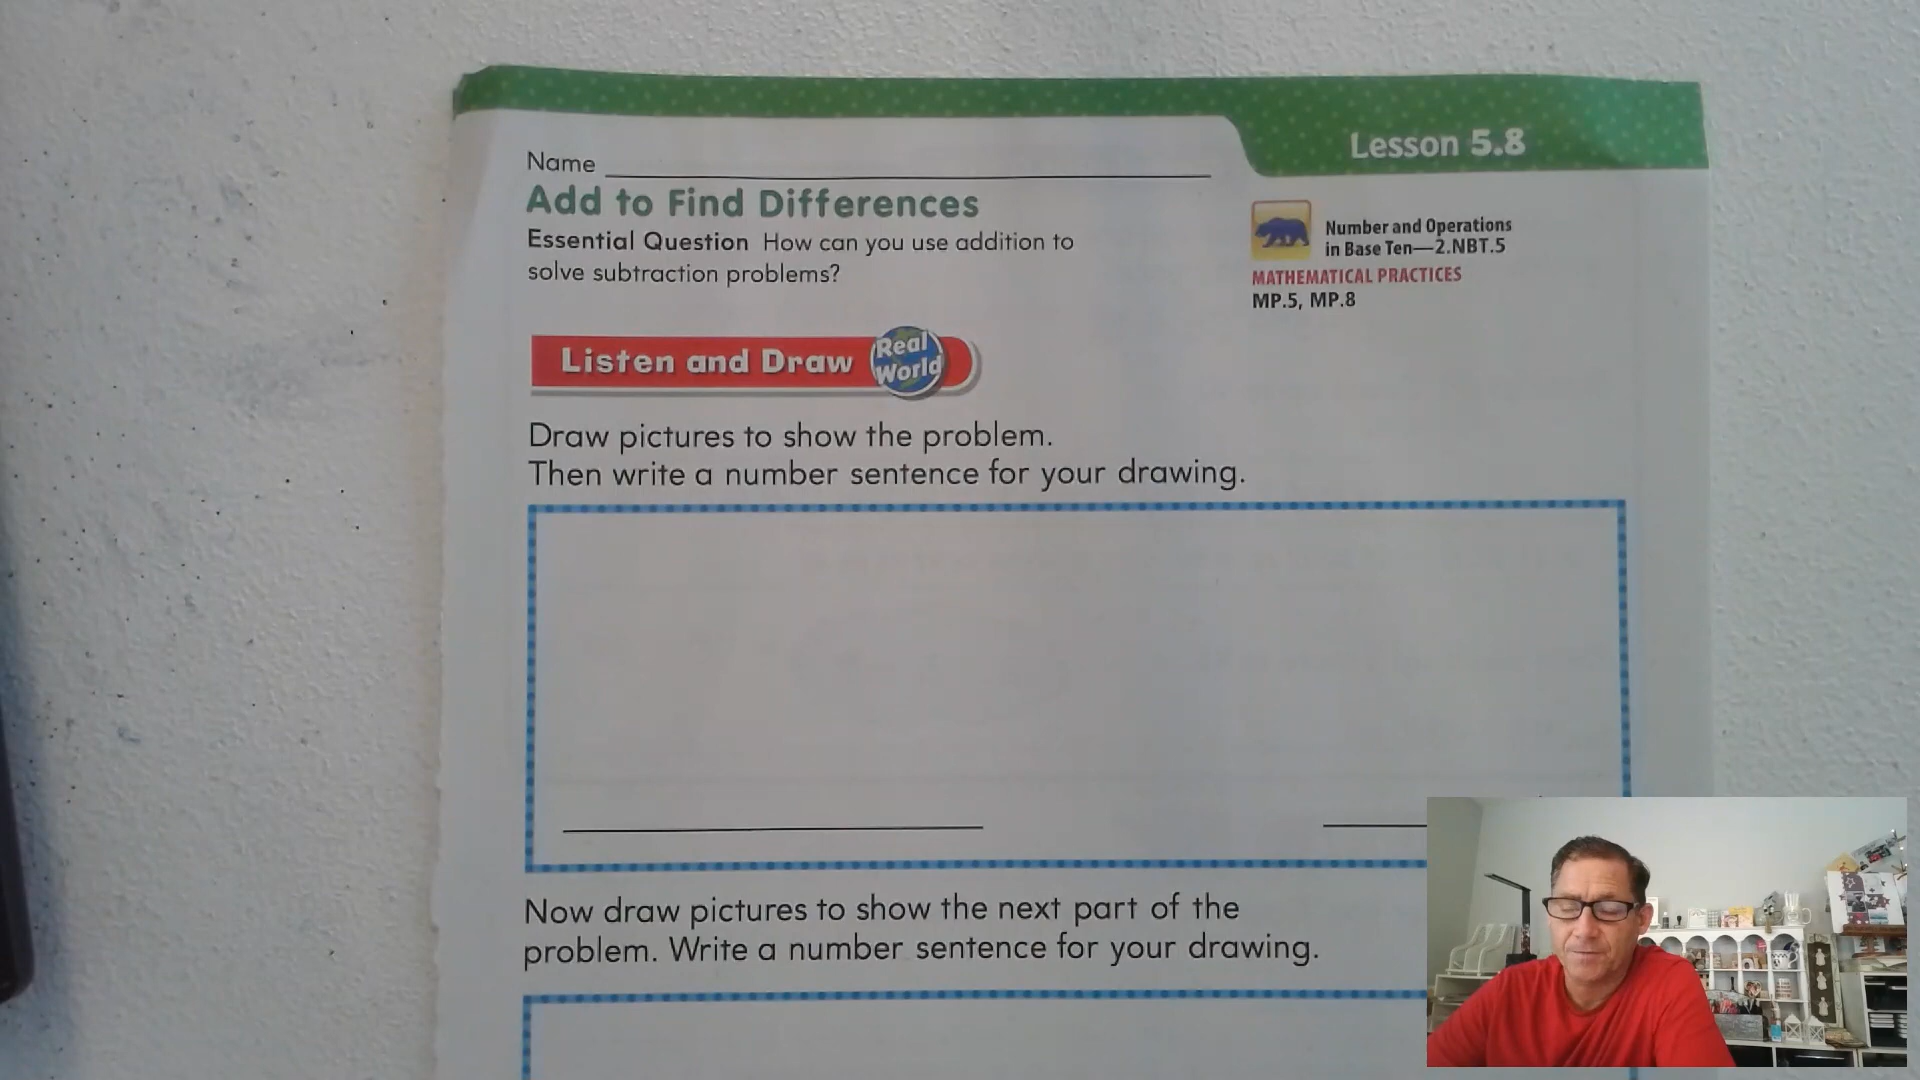 Lesson 5.8
Name
Add to Find Differences
Essential Question How can you use addition to
solve subtraction problems?
Number and Operations
in Base Ten—2.NBT.5
MATHEMATICAL PRACTICES
MP.5, MP.8
Listen and Draw
Real
World
Draw pictures to show the problem.
Then write a number sentence for your drawing.
Now draw pictures to show the next part of the
problem. Write a number sentence for your drawing.